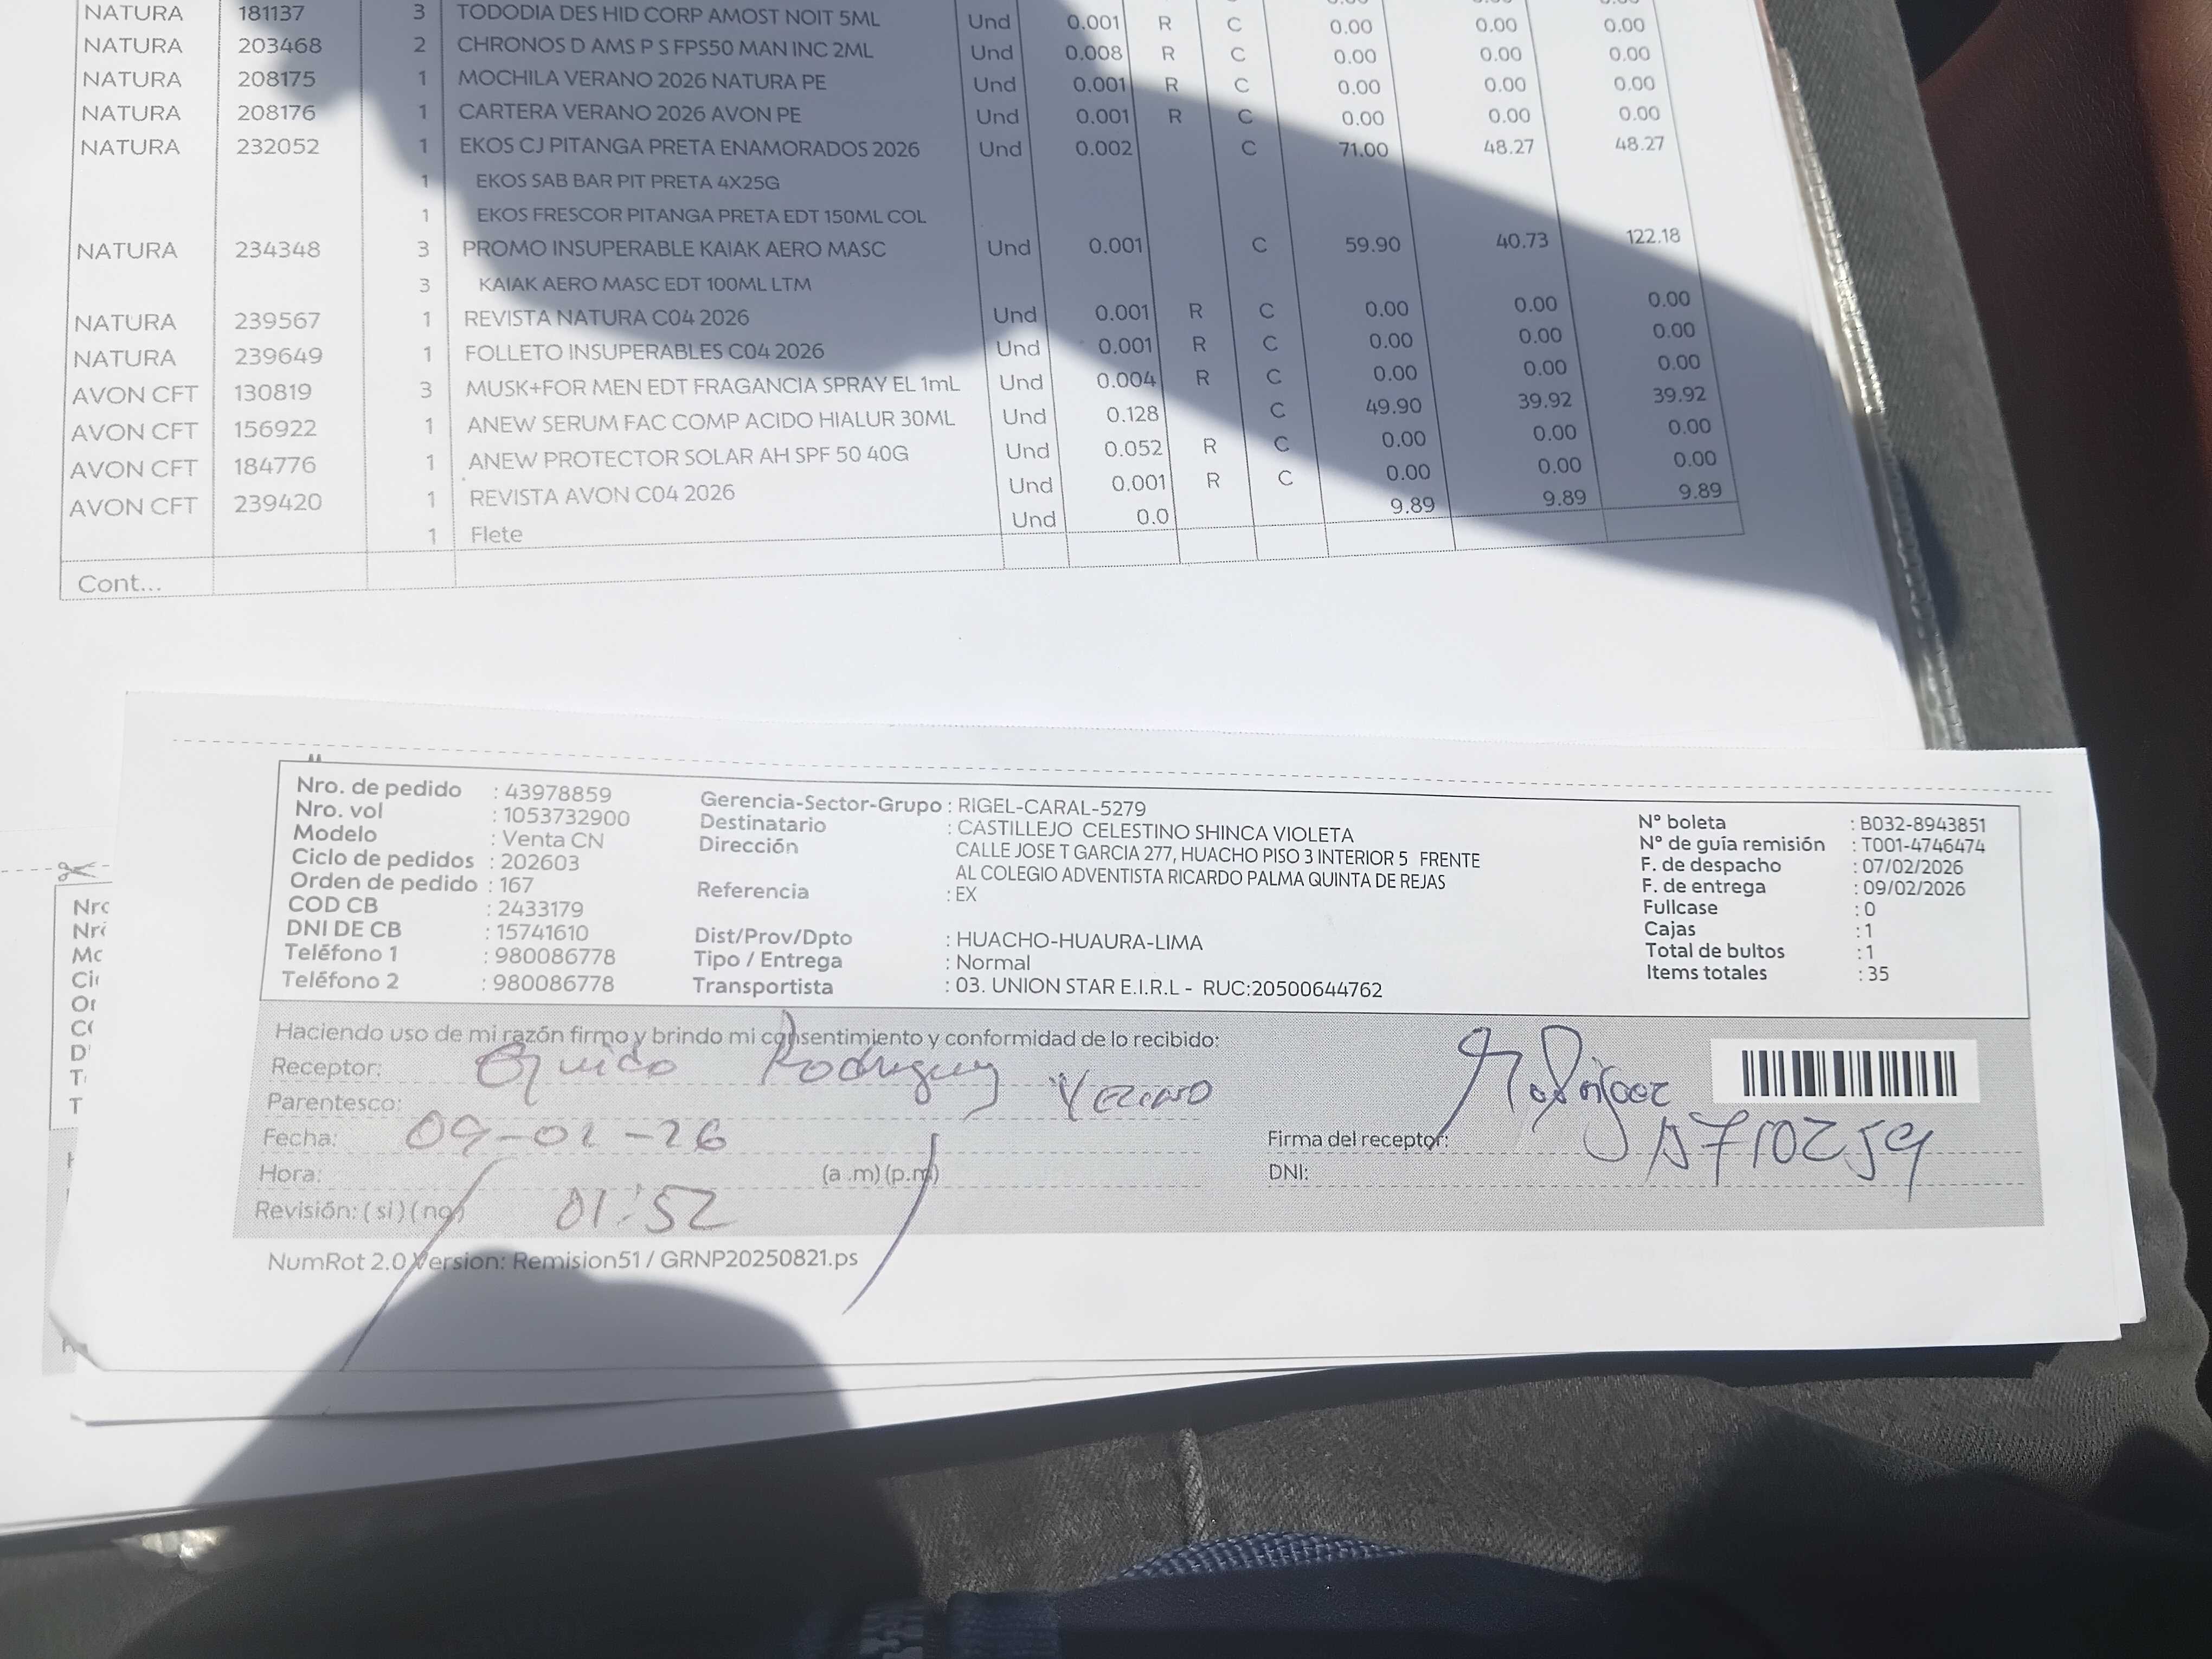 NATURA 181137 3 TODODIA DES HID CORP AMOST NOIT 5ML Und 0.001 R C 0.00 0.00 0.00
NATURA 203468 2 CHRONOS D AMS P S FPS50 MAN INC 2ML Und 0.008 R C 0.00 0.00 0.00
NATURA 208175 1 MOCHILA VERANO 2026 NATURA PE Und 0.001 R C 0.00 0.00 0.00
NATURA 208176 1 CARTERA VERANO 2026 AVON PE Und 0.001 R C 0.00 0.00 0.00
NATURA 232052 1 EKOS CJ PITANGA PRETA ENAMORADOS 2026 Und 0.002 C 71.00 48.27 48.27
1 EKOS SAB BAR PIT PRETA 4X25G
1 EKOS FRESCOR PITANGA PRETA EDT 150ML COL
NATURA 234348 3 PROMO INSUPERABLE KAIAK AERO MASC Und 0.001 C 59.90 40.73 122.18
3 KAIAK AERO MASC EDT 100ML LTM
NATURA 239567 1 REVISTA NATURA C04 2026 Und 0.001 R C 0.00 0.00 0.00
NATURA 239649 1 FOLLETO INSUPERABLES C04 2026 Und 0.001 R C 0.00 0.00 0.00
AVON CFT 130819 3 MUSK+FOR MEN EDT FRAGANCIA SPRAY EL 1mL Und 0.004 R C 0.00 0.00 0.00
AVON CFT 156922 1 ANEW SERUM FAC COMP ACIDO HIALUR 30ML Und 0.128 C 49.90 39.92 39.92
AVON CFT 184776 1 ANEW PROTECTOR SOLAR AH SPF 50 40G Und 0.052 R C 0.00 0.00 0.00
AVON CFT 239420 1 REVISTA AVON C04 2026 Und 0.001 R C 0.00 0.00 0.00
1 Flete Und 0.0 9.89 9.89 9.89
Cont...
Nro. de pedido : 43978859
Nro. vol : 1053732900
Modelo : Venta CN
Ciclo de pedidos : 202603
Orden de pedido : 167
COD CB : 2433179
DNI DE CB : 15741610
Teléfono 1 : 980086778
Teléfono 2 : 980086778
Gerencia-Sector-Grupo : RIGEL-CARAL-5279
Destinatario : CASTILLEJO CELESTINO SHINCA VIOLETA
Dirección CALLE JOSE T GARCIA 277, HUACHO PISO 3 INTERIOR 5 FRENTE
AL COLEGIO ADVENTISTA RICARDO PALMA QUINTA DE REJAS
Referencia : EX
Dist/Prov/Dpto : HUACHO-HUAURA-LIMA
Tipo / Entrega : Normal
Transportista : 03. UNION STAR E.I.R.L - RUC:20500644762
N° boleta : B032-8943851
N° de guía remisión : T001-4746474
F. de despacho : 07/02/2026
F. de entrega : 09/02/2026
Fullcase : 0
Cajas : 1
Total de bultos : 1
Items totales : 35
Haciendo uso de mi razón firmo y brindo mi consentimiento y conformidad de lo recibido:
Receptor: Rodriguez
Parentesco: Vecino
Fecha: 09-02-26
Hora: (a.m) (p.m)
Revisión: (si) (no) 01:52
Firma del receptor:
DNI:
NumRot 2.0 Version: Remision51 / GRNP20250821.ps